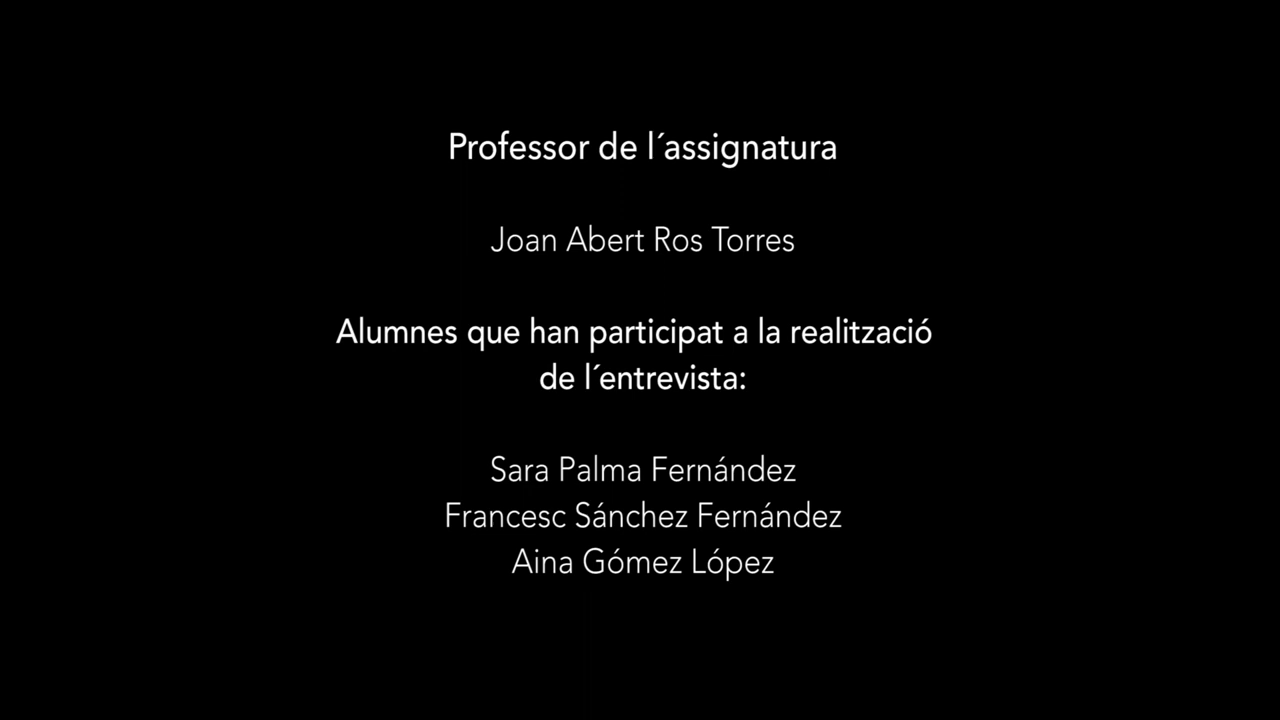 Professor de l´assignatura
Joan Abert Ros Torres
Alumnes que han participat a la realització
de l´entrevista:
Sara Palma Fernández
Francesc Sánchez Fernández
Aina Gómez López